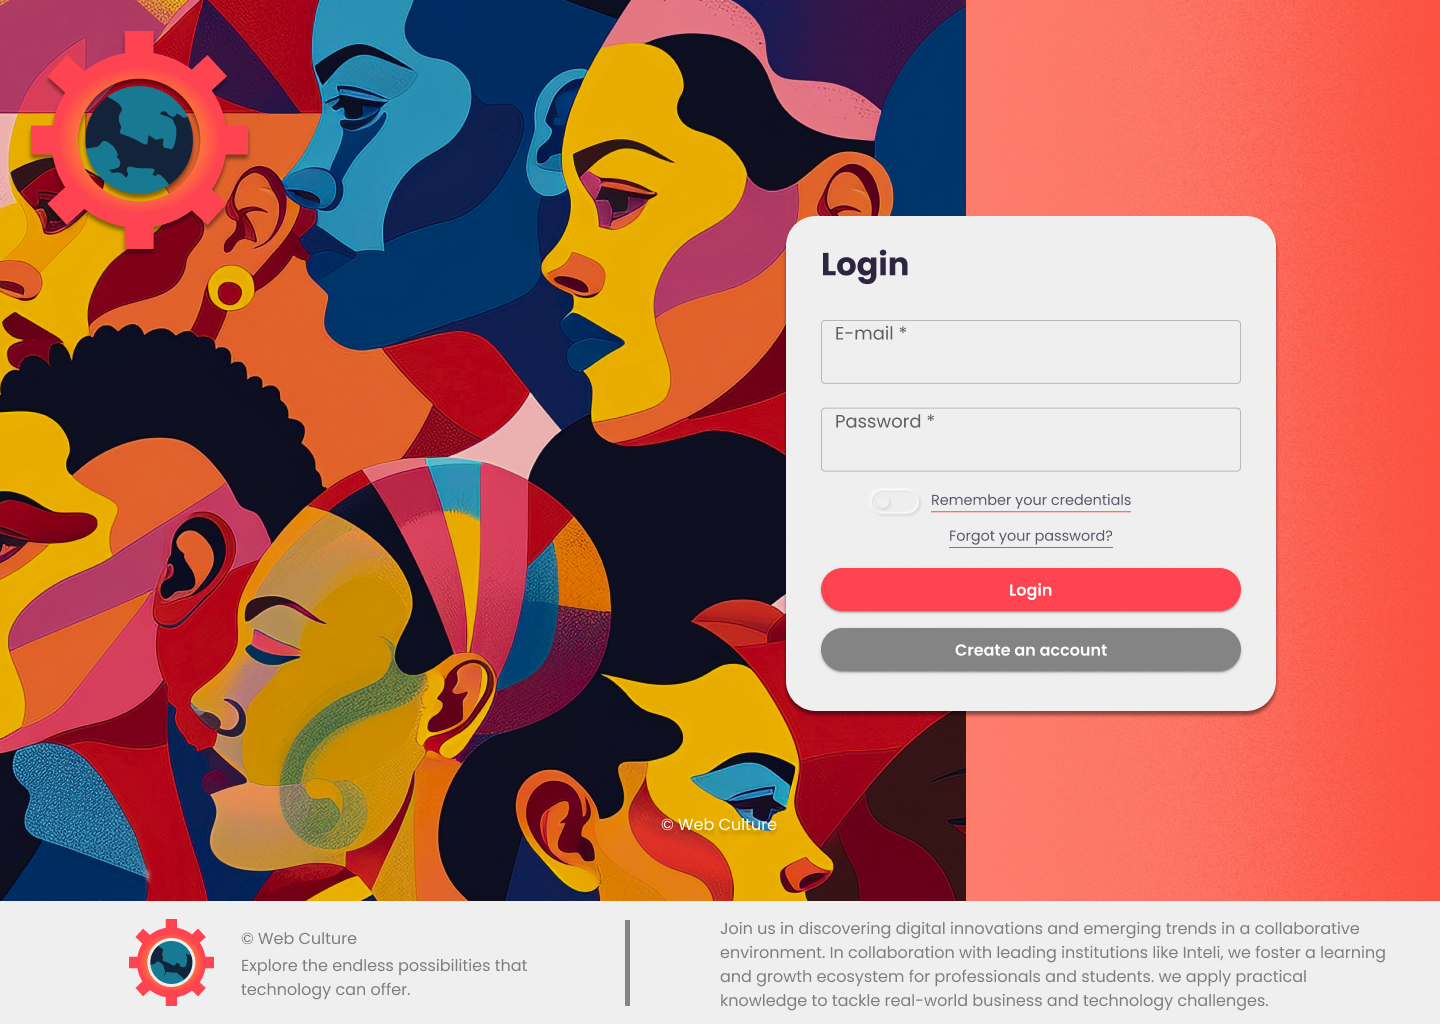 Login
E-mail *
Password *
Remember your credentials
Forgot your password?
Login
Create an account
© Web Culture
© Web Culture
Explore the endless possibilities that
technology can offer.
Join us in discovering digital innovations and emerging trends in a collaborative
environment. In collaboration with leading institutions like Inteli, we foster a learning
and growth ecosystem for professionals and students. we apply practical
knowledge to tackle real-world business and technology challenges.